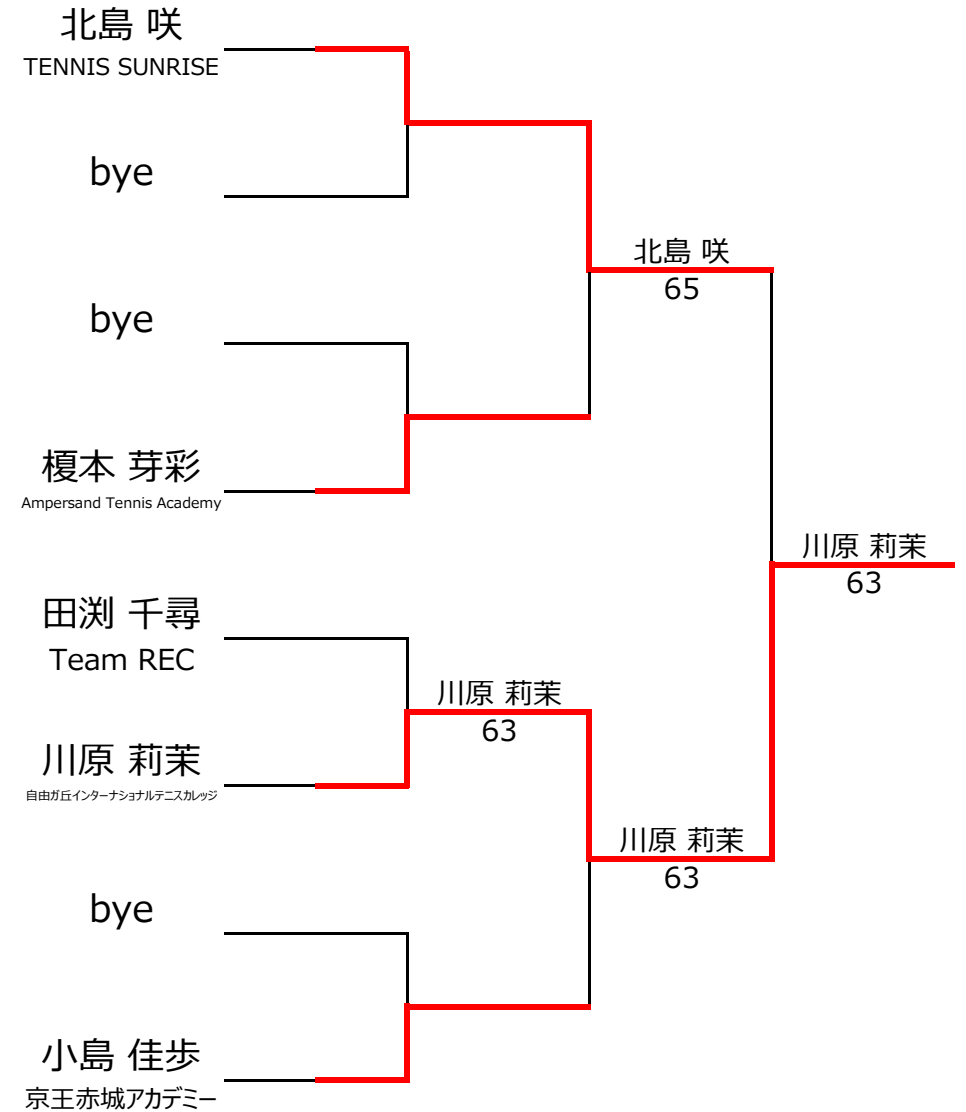 北島 咲
TENNIS SUNRISE
bye
bye
榎本 芽彩
Ampersand Tennis Academy
田渕 千尋
Team REC
川原 莉茉
自由ガ丘インターナショナルテニスカレッジ
bye
小島 佳歩
京王赤城アカデミー
川原 莉茉
63
北島 咲
65
川原 莉茉
63
川原 莉茉
63